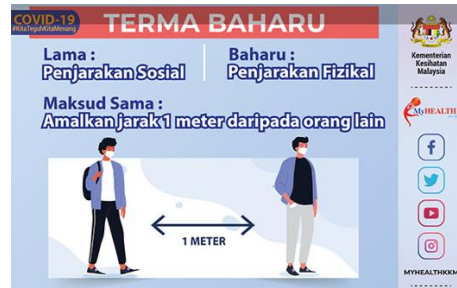 COVID-19
#KitaTeguhKitaMenang
TERMA BAHARU
Lama :
Penjarakan Sosial
Baharu :
Penjarakan Fizikal
Maksud Sama :
Amalkan jarak 1 meter daripada orang lain
1 METER
Kementerian
Kesihatan
Malaysia
MyHEALTH
MYHEALTHKKM